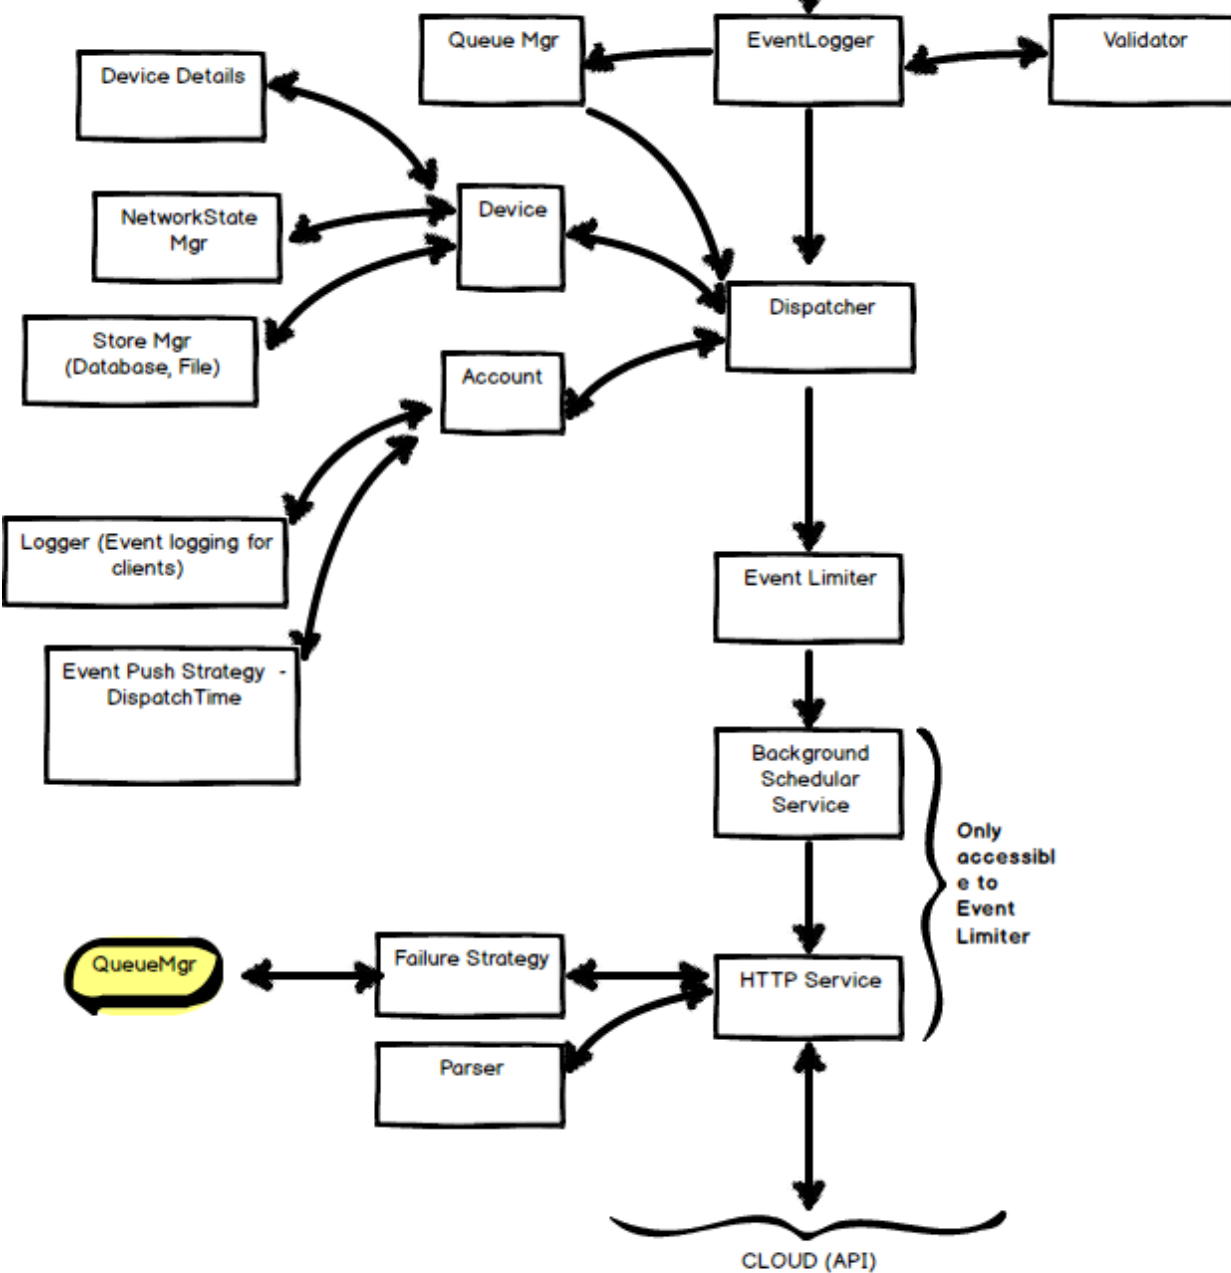 Queue Mgr
EventLogger
Validator
Device Details
NetworkState
Mgr
Device
Store Mgr
(Database, File)
Dispatcher
Account
Logger (Event logging for
clients)
Event Limiter
Event Push Strategy -
DispatchTime
Background
Schedular
Service
Only
accessibl
e to
Event
Limiter
QueueMgr
Failure Strategy
HTTP Service
Parser
CLOUD (API)